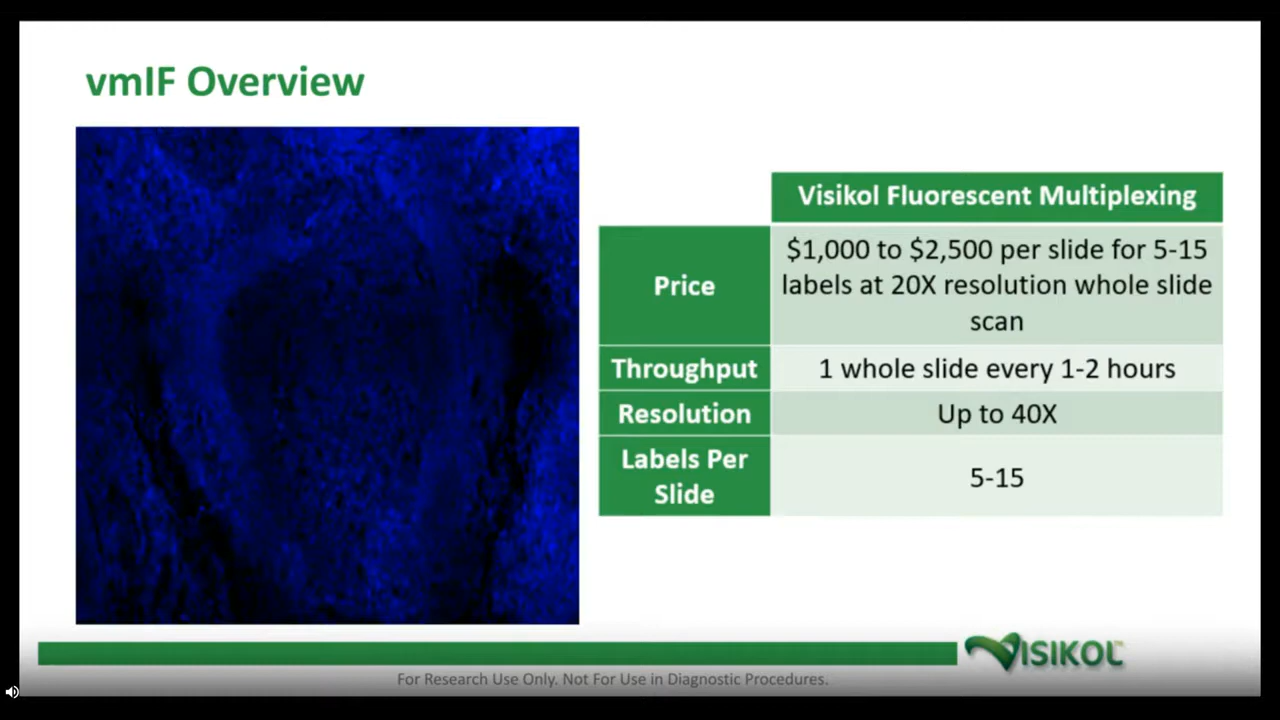 vmIF Overview
Visikol Fluorescent Multiplexing
Price
$1,000 to $2,500 per slide for 5-15
labels at 20X resolution whole slide
scan
Throughput
1 whole slide every 1-2 hours
Resolution
Up to 40X
Labels Per
Slide
5-15
VISIKOL™
For Research Use Only. Not For Use in Diagnostic Procedures.